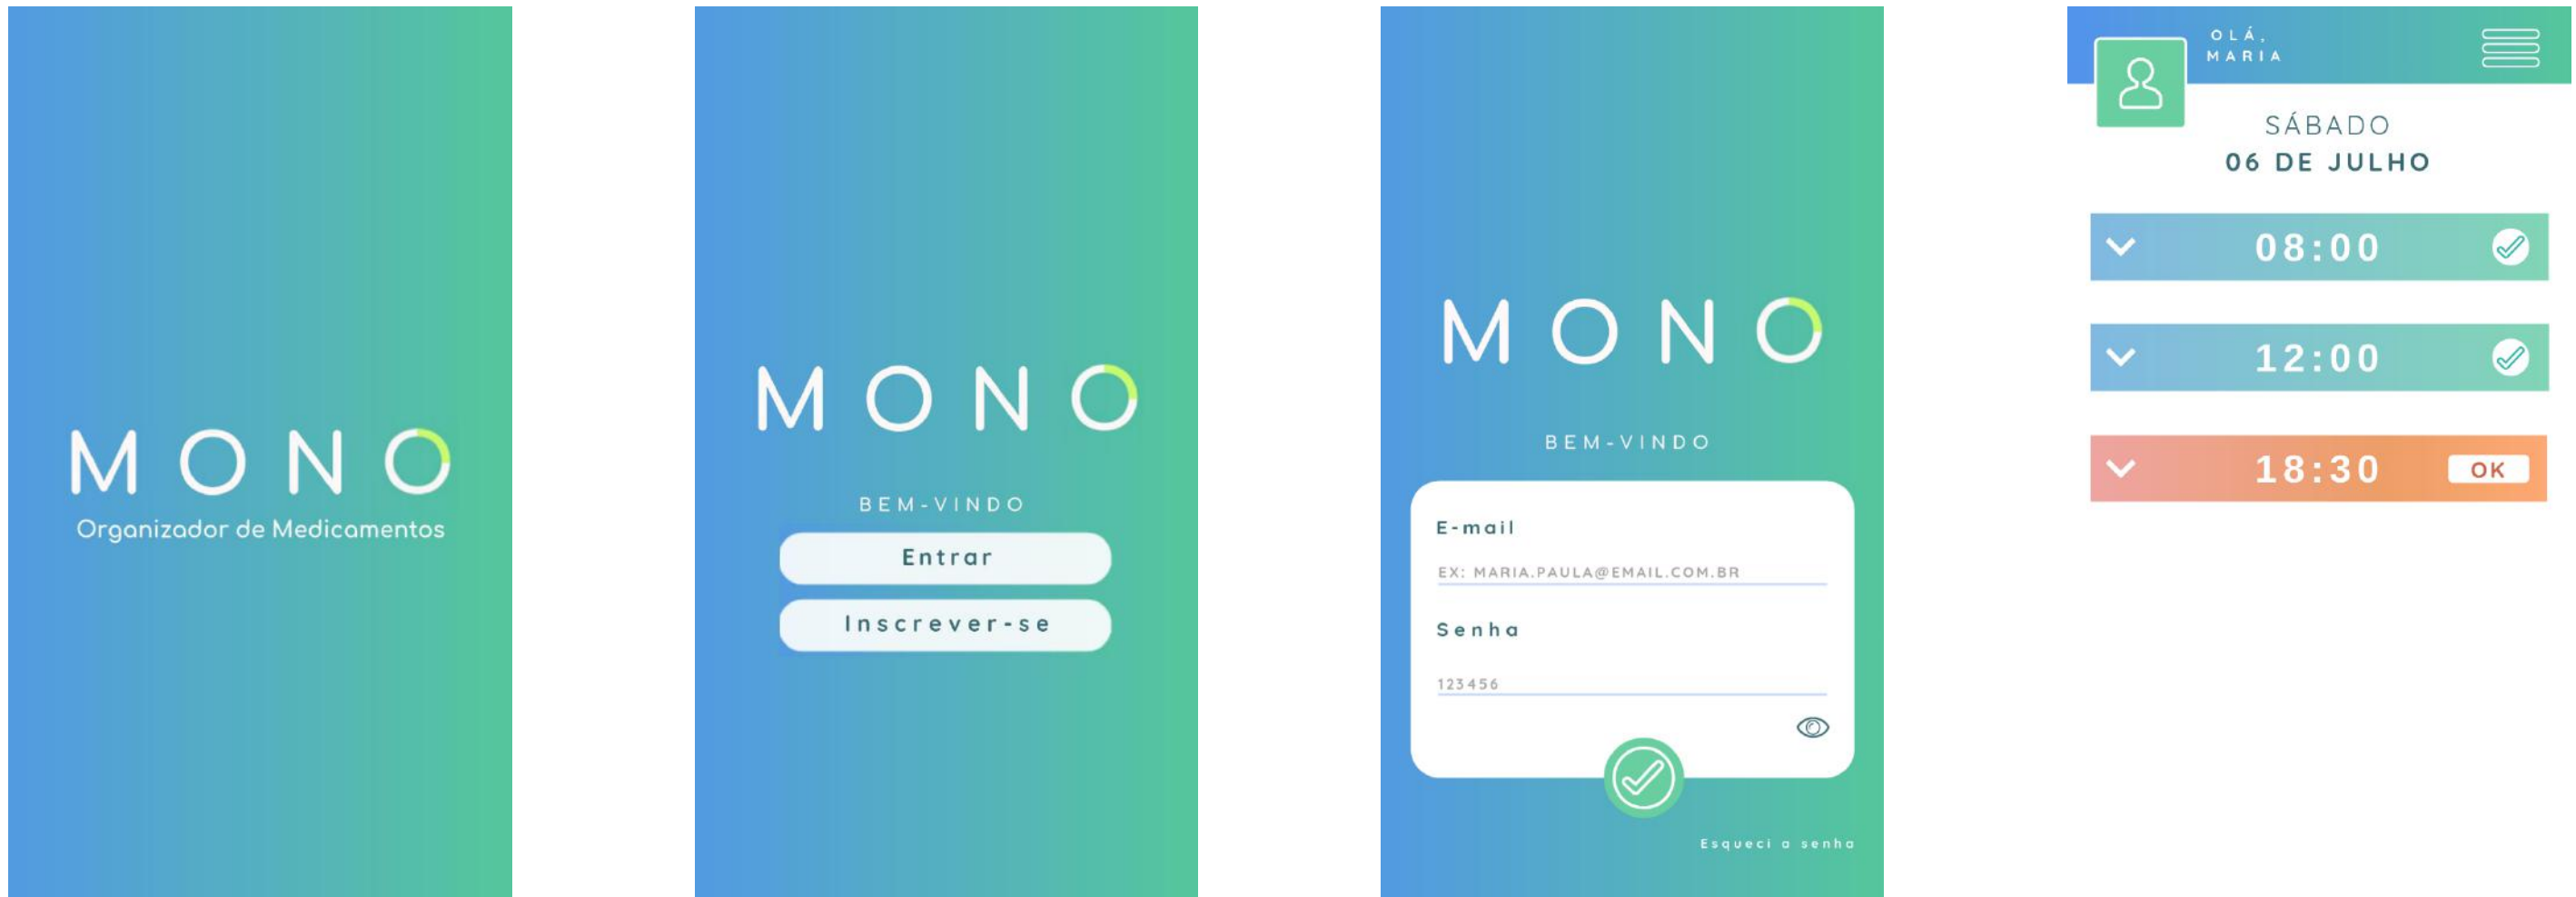 MONO
Organizador de Medicamentos
MONO
BEM-VINDO
Entrar
Inscrever-se
MONO
BEM-VINDO
E-mail
EX: MARIA.PAULA@EMAIL.COM.BR
Senha
123456
Esqueci a senha
OLÁ,
MARIA
SÁBADO
06 DE JULHO
08:00
12:00
18:30 OK